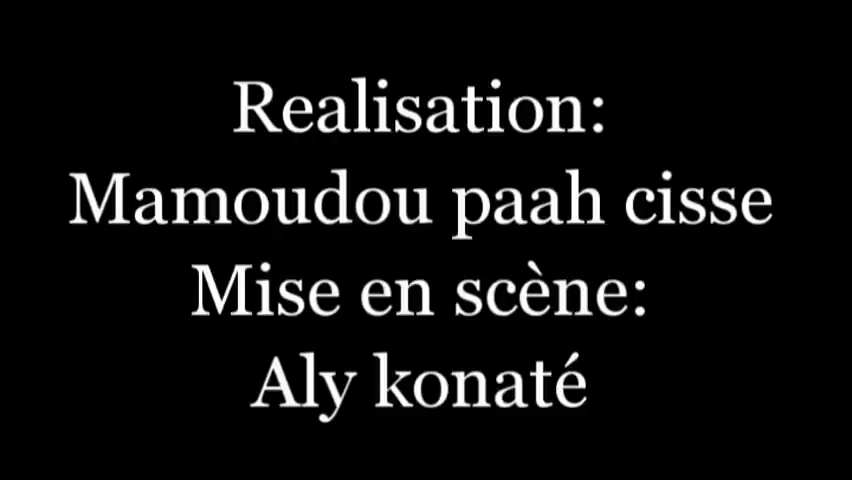 Realisation:
Mamoudou paah cisse
Mise en scène:
Aly konaté